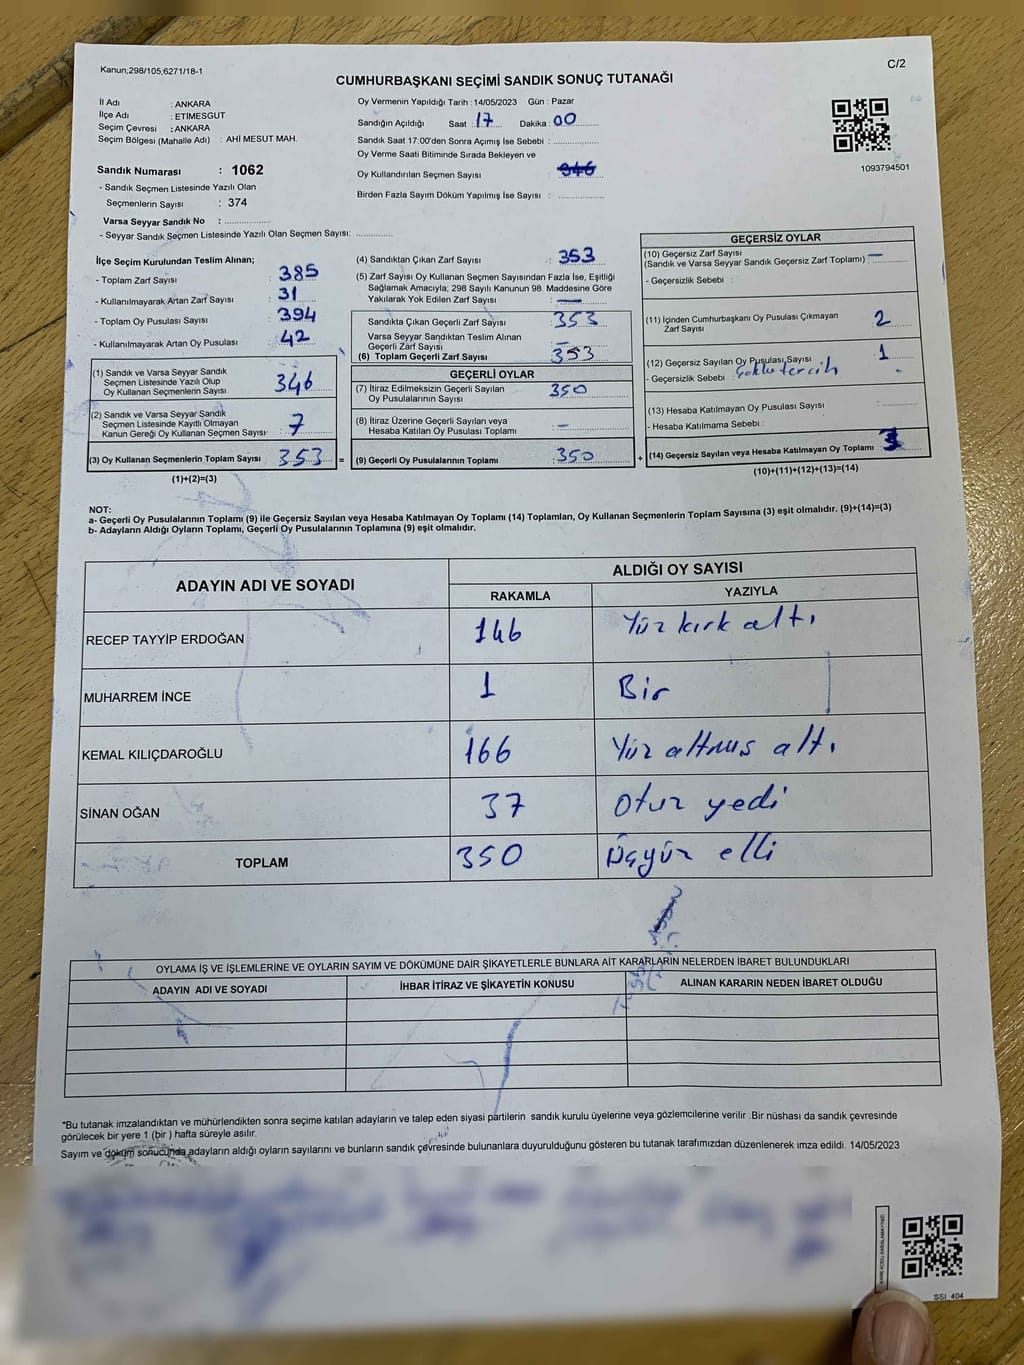 Kanun;298/105;6271/18-1
C/2
CUMHURBAŞKANI SEÇİMİ SANDIK SONUÇ TUTANAĞI
İl Adı : ANKARA
İlçe Adı : ETİMESGUT
Seçim Çevresi : ANKARA
Seçim Bölgesi (Mahalle Adı) : AHİ MESUT MAH.
Sandık Numarası : 1062
- Sandık Seçmen Listesinde Yazılı Olan
Seçmenlerin Sayısı : 374
Varsa Seyyar Sandık No : ..............
- Seyyar Sandık Seçmen Listesinde Yazılı Olan Seçmen Sayısı: ............
Oy Vermenin Yapıldığı Tarih : 14/05/2023 Gün : Pazar
Sandığın Açıldığı Saat : 17 Dakika : 00
Sandık Saat 17:00'den Sonra Açımış İse Sebebi : ..............
Oy Verme Saati Bitiminde Sırada Bekleyen ve
Oy Kullandırılan Seçmen Sayısı : 346
Birden Fazla Sayım Döküm Yapılmış İse Sayısı : ..............
1093794501
İlçe Seçim Kurulundan Teslim Alınan;
- Toplam Zarf Sayısı : 385
- Kullanılmayarak Artan Zarf Sayısı : 31
- Toplam Oy Pusulası Sayısı : 394
- Kullanılmayarak Artan Oy Pusulası : 42
(1) Sandık ve Varsa Seyyar Sandık
Seçmen Listesinde Yazılı Olup
Oy Kullanan Seçmenlerin Sayısı : 346
(2) Sandık ve Varsa Seyyar Sandık
Seçmen Listesinde Kayıtlı Olmayan
Kanun Gereği Oy Kullanan Seçmen Sayısı : 7
(3) Oy Kullanan Seçmenlerin Toplam Sayısı : 353 =
(1)+(2)=(3)
(4) Sandıktan Çıkan Zarf Sayısı : 353
(5) Zarf Sayısı Oy Kullanan Seçmen Sayısından Fazla İse, Eşitliği
Sağlamak Amacıyla; 298 Sayılı Kanunun 98. Maddesine Göre
Yakılarak Yok Edilen Zarf Sayısı : —
Sandıkta Çıkan Geçerli Zarf Sayısı : 353
Varsa Seyyar Sandıktan Teslim Alınan
Geçerli Zarf Sayısı : —
(6) Toplam Geçerli Zarf Sayısı : 353
GEÇERLİ OYLAR
(7) İtiraz Edilmeksizin Geçerli Sayılan
Oy Pusulalarının Sayısı : 350
(8) İtiraz Üzerine Geçerli Sayılan veya
Hesaba Katılan Oy Pusulası Toplamı : —
(9) Geçerli Oy Pusulalarının Toplamı : 350 +
GEÇERSİZ OYLAR
(10) Geçersiz Zarf Sayısı
(Sandık ve Varsa Seyyar Sandık Geçersiz Zarf Toplamı) : —
- Geçersizlik Sebebi :
(11) İçinden Cumhurbaşkanı Oy Pusulası Çıkmayan
Zarf Sayısı : 2
(12) Geçersiz Sayılan Oy Pusulası Sayısı : 1
- Geçersizlik Sebebi : Çoklu tercih
(13) Hesaba Katılmayan Oy Pusulası Sayısı : ..............
- Hesaba Katılmama Sebebi :
(14) Geçersiz Sayılan veya Hesaba Katılmayan Oy Toplamı : 3
(10)+(11)+(12)+(13)=(14)
NOT:
a- Geçerli Oy Pusulalarının Toplamı (9) ile Geçersiz Sayılan veya Hesaba Katılmayan Oy Toplamı (14) Toplamları, Oy Kullanan Seçmenlerin Toplam Sayısına (3) eşit olmalıdır. (9)+(14)=(3)
b- Adayların Aldığı Oyların Toplamı, Geçerli Oy Pusulalarının Toplamına (9) eşit olmalıdır.
ADAYIN ADI VE SOYADI ALDIĞI OY SAYISI
RAKAMLA YAZIYLA
RECEP TAYYİP ERDOĞAN 146 Yüz kırk altı
MUHARREM İNCE 1 Bir
KEMAL KILIÇDAROĞLU 166 Yüz altmış altı
SİNAN OĞAN 37 Otuz yedi
TOPLAM 350 Üçyüz elli
OYLAMA İŞ VE İŞLEMLERİNE VE OYLARIN SAYIM VE DÖKÜMÜNE DAİR ŞİKAYETLERLE BUNLARA AİT KARARLARIN NELERDEN İBARET BULUNDUKLARI
ADAYIN ADI VE SOYADI İHBAR İTİRAZ VE ŞİKAYETİN KONUSU ALINAN KARARIN NEDEN İBARET OLDUĞU
*Bu tutanak imzalandıktan ve mühürlendikten sonra seçime katılan adayların ve talep eden siyasi partilerin sandık kurulu üyelerine veya gözlemcilerine verilir .Bir nüshası da sandık çevresinde
görülecek bir yere 1 (bir ) hafta süreyle asılır.
Sayım ve döküm sonucunda adayların aldığı oyların sayılarını ve bunların sandık çevresinde bulunanlara duyurulduğunu gösteren bu tutanak tarafımızdan düzenlenerek imza edildi. 14/05/2023
SSI 404